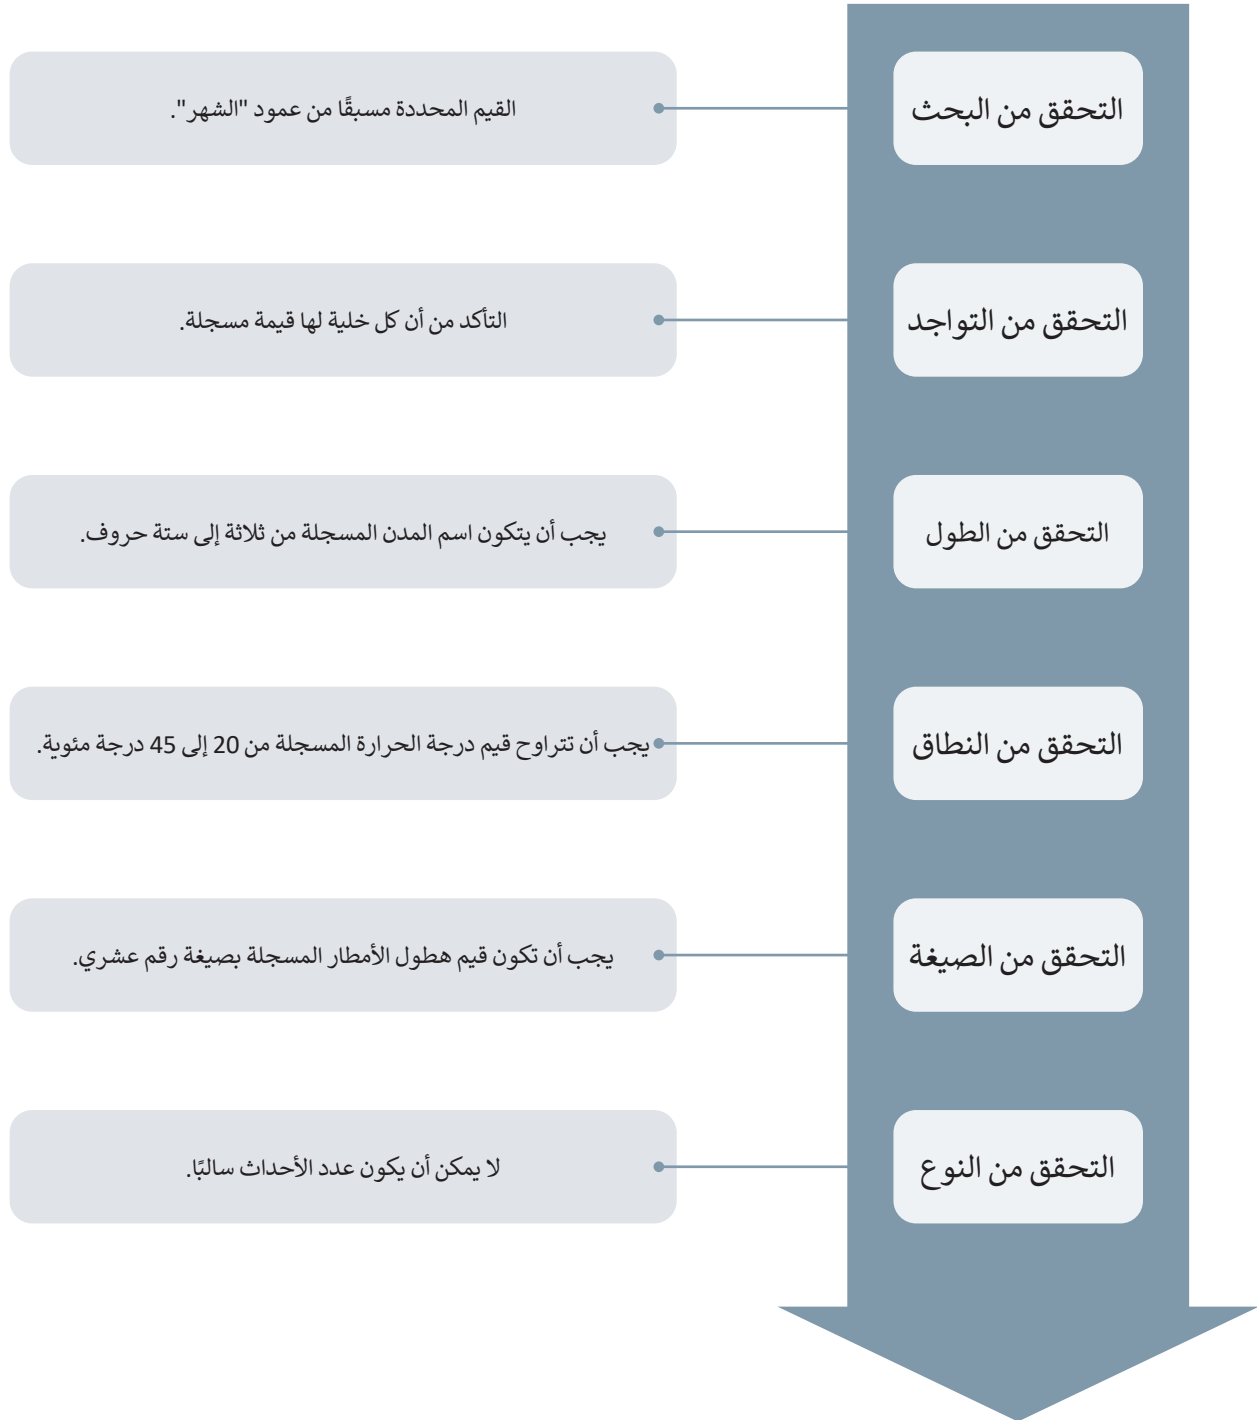 التحقق من البحث
القيم المحددة مسبقًا من عمود "الشهر".
التحقق من التواجد
التأكد من أن كل خلية لها قيمة مسجلة.
التحقق من الطول
يجب أن يتكون اسم المدن المسجلة من ثلاثة إلى ستة حروف.
التحقق من النطاق
يجب أن تتراوح قيم درجة الحرارة المسجلة من 20 إلى 45 درجة مئوية.
التحقق من الصيغة
يجب أن تكون قيم هطول الأمطار المسجلة بصيغة رقم عشري.
التحقق من النوع
لا يمكن أن يكون عدد الأحداث سالبًا.